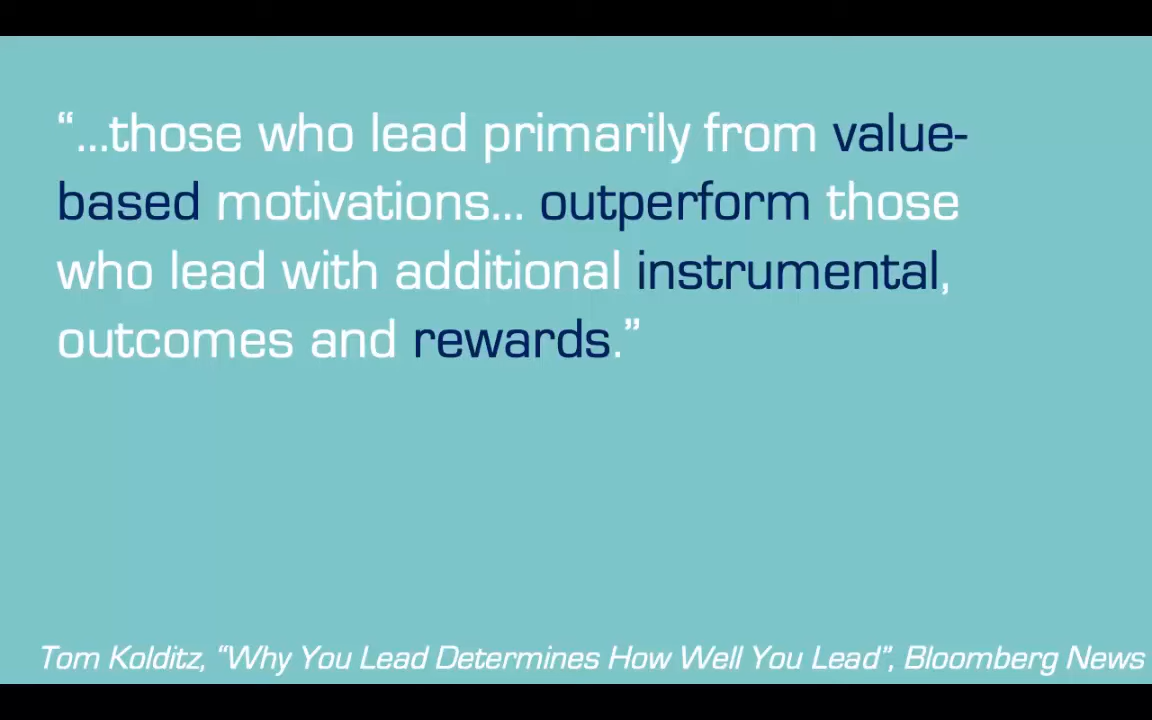 “...those who lead primarily from value-
based motivations... outperform those
who lead with additional instrumental,
outcomes and rewards.”
Tom Kolditz, “Why You Lead Determines How Well You Lead”, Bloomberg News